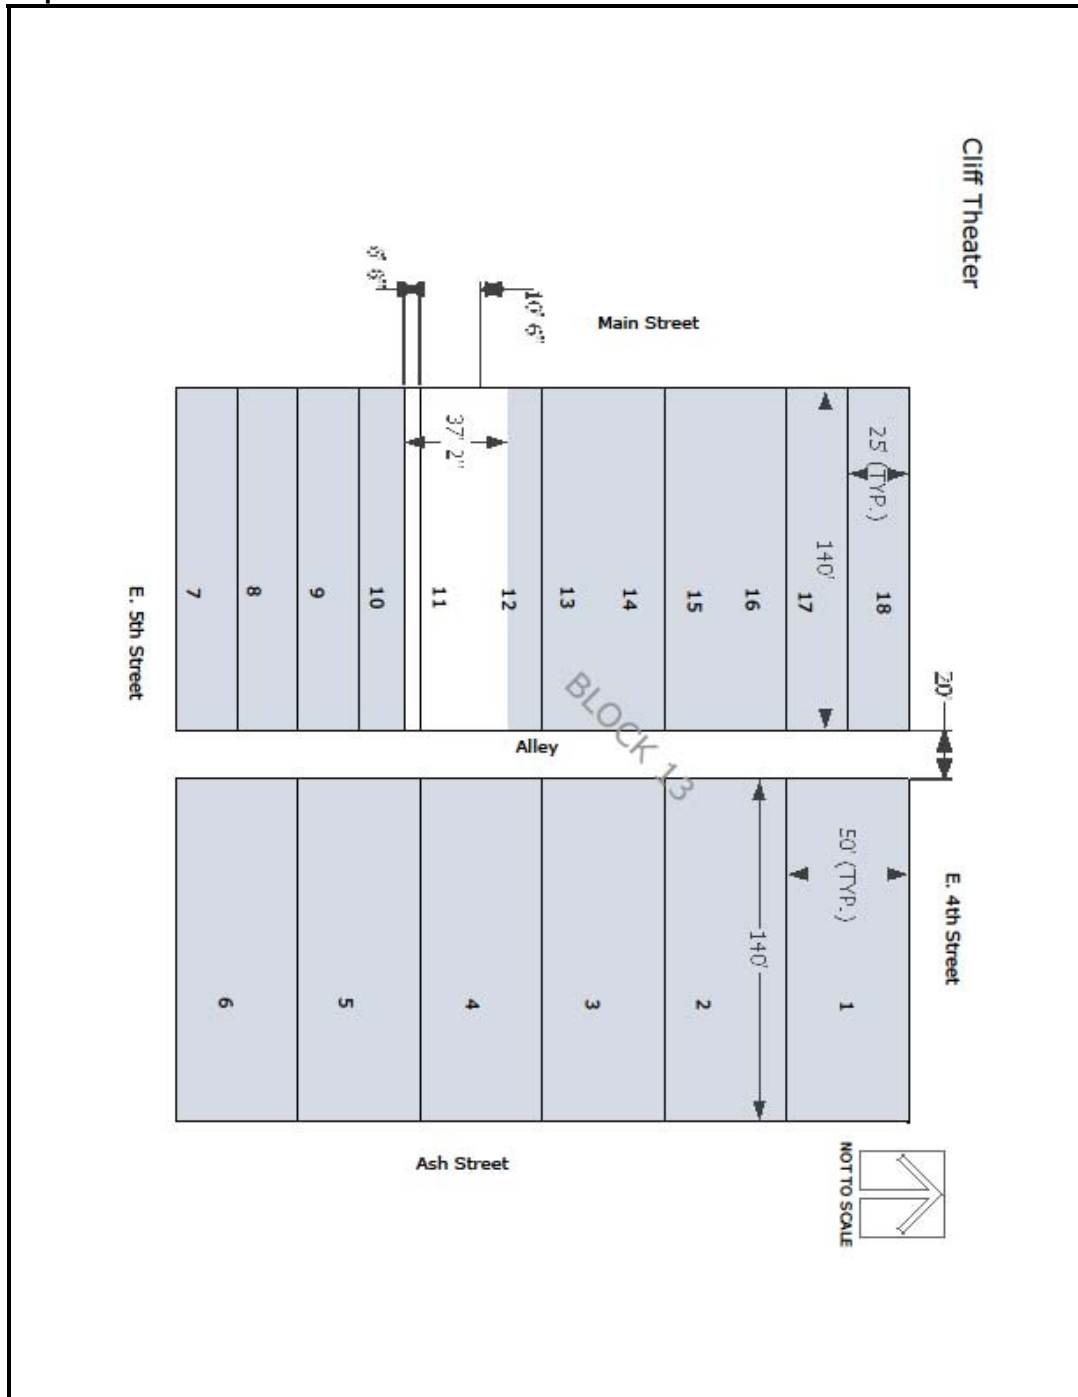 Cliff Theater
6' 8"
10' 6"
Main Street
37' 2"
25' (TYP.)
140'
E. 5th Street
7
8
9
10
11
12
13
14
15
16
17
18
20'
BLOCK 13
Alley
50' (TYP.)
140'
E. 4th Street
6
5
4
3
2
1
Ash Street
NOT TO SCALE